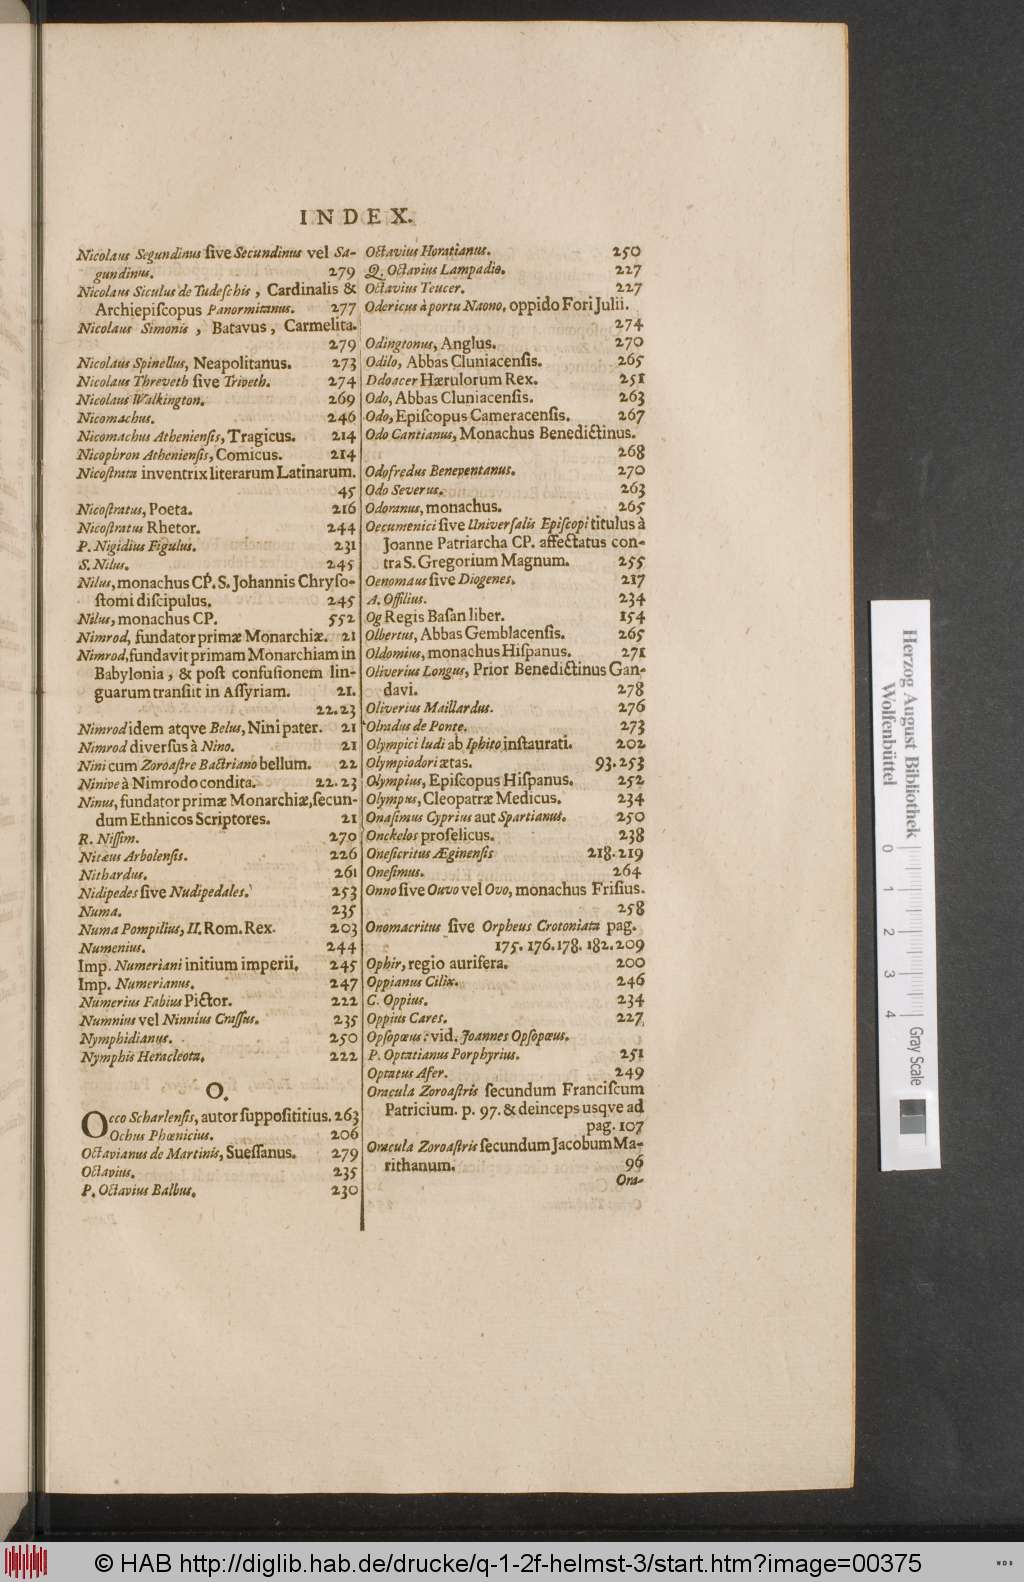 INDEX.
Nicolaus Segundinus ſive Secundinus vel Sa-
gundinus. 279
Nicolaus Siculus de Tudeſchis, Cardinalis &
Archiepiſcopus Panormitanus. 277
Nicolaus Simonis, Batavus, Carmelita.
279
Nicolaus Spinellus, Neapolitanus. 273
Nicolaus Threveth ſive Triveth. 274
Nicolaus Walkington. 269
Nicomachus. 246
Nicomachus Athenienſis, Tragicus. 214
Nicophron Athenienſis, Comicus. 214
Nicoſtrata inventrix literarum Latinarum.
45
Nicoſtratus, Poeta. 216
Nicoſtratus Rhetor. 244
P. Nigidius Figulus. 231
S. Nilus. 245
Nilus, monachus CP. S. Johannis Chryſo-
ſtomi diſcipulus. 245
Nilus, monachus CP. 552
Nimrod, fundator primæ Monarchiæ. 21
Nimrod, fundavit primam Monarchiam in
Babylonia, & poſt confuſionem lin-
guarum tranſiit in Aſſyriam. 21.
22.23
Nimrod idem atqve Belus, Nini pater. 21
Nimrod diverſus à Nino. 21
Nini cum Zoroaſtre Bactriano bellum. 22
Ninive à Nimrodo condita. 22.23
Ninus, fundator primæ Monarchiæ, ſecun-
dum Ethnicos Scriptores. 21
R. Niſſim. 270
Nitæus Arbolenſis. 226
Nithardus. 261
Nidipedes ſive Nudipedales. 253
Numa. 235
Numa Pompilius, II. Rom. Rex. 203
Numenius. 244
Imp. Numeriani initium imperii. 245
Imp. Numerianus. 247
Numerius Fabius Pictor. 222
Numnius vel Ninnius Craſſus. 235
Nymphidianus. 250
Nymphis Heracleota. 222
O.
Occo Scharlenſis, autor ſuppoſititius. 263
Ochus Phœnicius. 206
Octavianus de Martinis, Sueſſanus. 279
Octavius. 235
P. Octavius Balbus. 230
Octavius Horatianus. 250
Q. Octavius Lampadio. 227
Octavius Teucer. 227
Odericus à portu Naono, oppido Fori Julii.
274
Odingtonus, Anglus. 270
Odilo, Abbas Cluniacenſis. 265
Ddoacer Hærulorum Rex. 251
Odo, Abbas Cluniacenſis. 263
Odo, Epiſcopus Cameracenſis. 267
Odo Cantianus, Monachus Benedictinus.
268
Odofredus Beneventanus. 270
Odo Severus. 263
Odoranus, monachus. 265
Oecumenici ſive Univerſalis Epiſcopi titulus à
Joanne Patriarcha CP. affectatus con-
tra S. Gregorium Magnum. 255
Oenomaus ſive Diogenes. 217
A. Offilius. 234
Og Regis Baſan liber. 154
Olbertus, Abbas Gemblacenſis. 265
Oldomius, monachus Hiſpanus. 271
Oliverius Longus, Prior Benedictinus Gan-
davi. 278
Oliverius Maillardus. 276
Olradus de Ponte. 273
Olympici ludi ab Iphito inſtaurati. 202
Olympiodori ætas. 93.253
Olympius, Epiſcopus Hiſpanus. 252
Olympus, Cleopatræ Medicus. 234
Onaſimus Cyprius aut Spartianus. 250
Onckelos proſelicus. 238
Oneſicritus Æginenſis 218.219
Oneſimus. 264
Onno ſive Ouvo vel Ovo, monachus Friſius.
258
Onomacritus ſive Orpheus Crotoniata pag.
175. 176.178. 182.209
Ophir, regio aurifera. 200
Oppianus Cilix. 246
C. Oppius. 234
Oppius Cares. 227
Opſopœus: vid. Joannes Opſopœus.
P. Optatianus Porphyrius. 251
Optatus Afer. 249
Oracula Zoroaſtris ſecundum Franciſcum
Patricium. p. 97. & deinceps usqve ad
pag. 107
Oracula Zoroaſtris ſecundum Jacobum Ma-
rithanum. 96
Ora-
Herzog August Bibliothek
Wolfenbüttel
0 1 2 3 4
Gray Scale
© HAB http://diglib.hab.de/drucke/q-1-2f-helmst-3/start.htm?image=00375
WDB